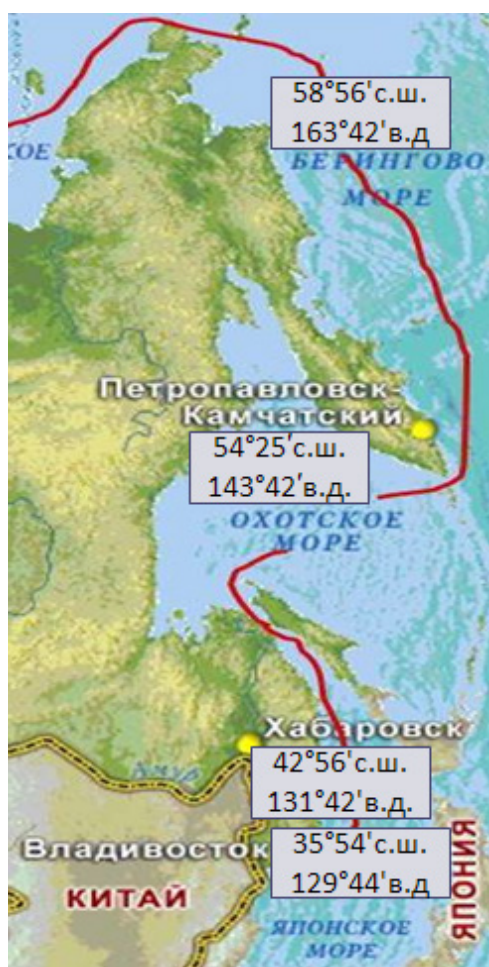 58°56'с.ш.
163°42'в.д
КОЕ
БЕРИНГОВО
МОРЕ
ПЕТРОПАВЛОВСК-
КАМЧАТСКИЙ
54°25′с.ш.
143°42′в.д.
ОХОТСКОЕ
МОРЕ
Хабаровск
42°56'с.ш.
131°42'в.д.
Амур
35°54'с.ш.
129°44'в.д
Владивосток
КИТАЙ
ЯПОНИЯ
ЯПОНСКОЕ
МОРЕ